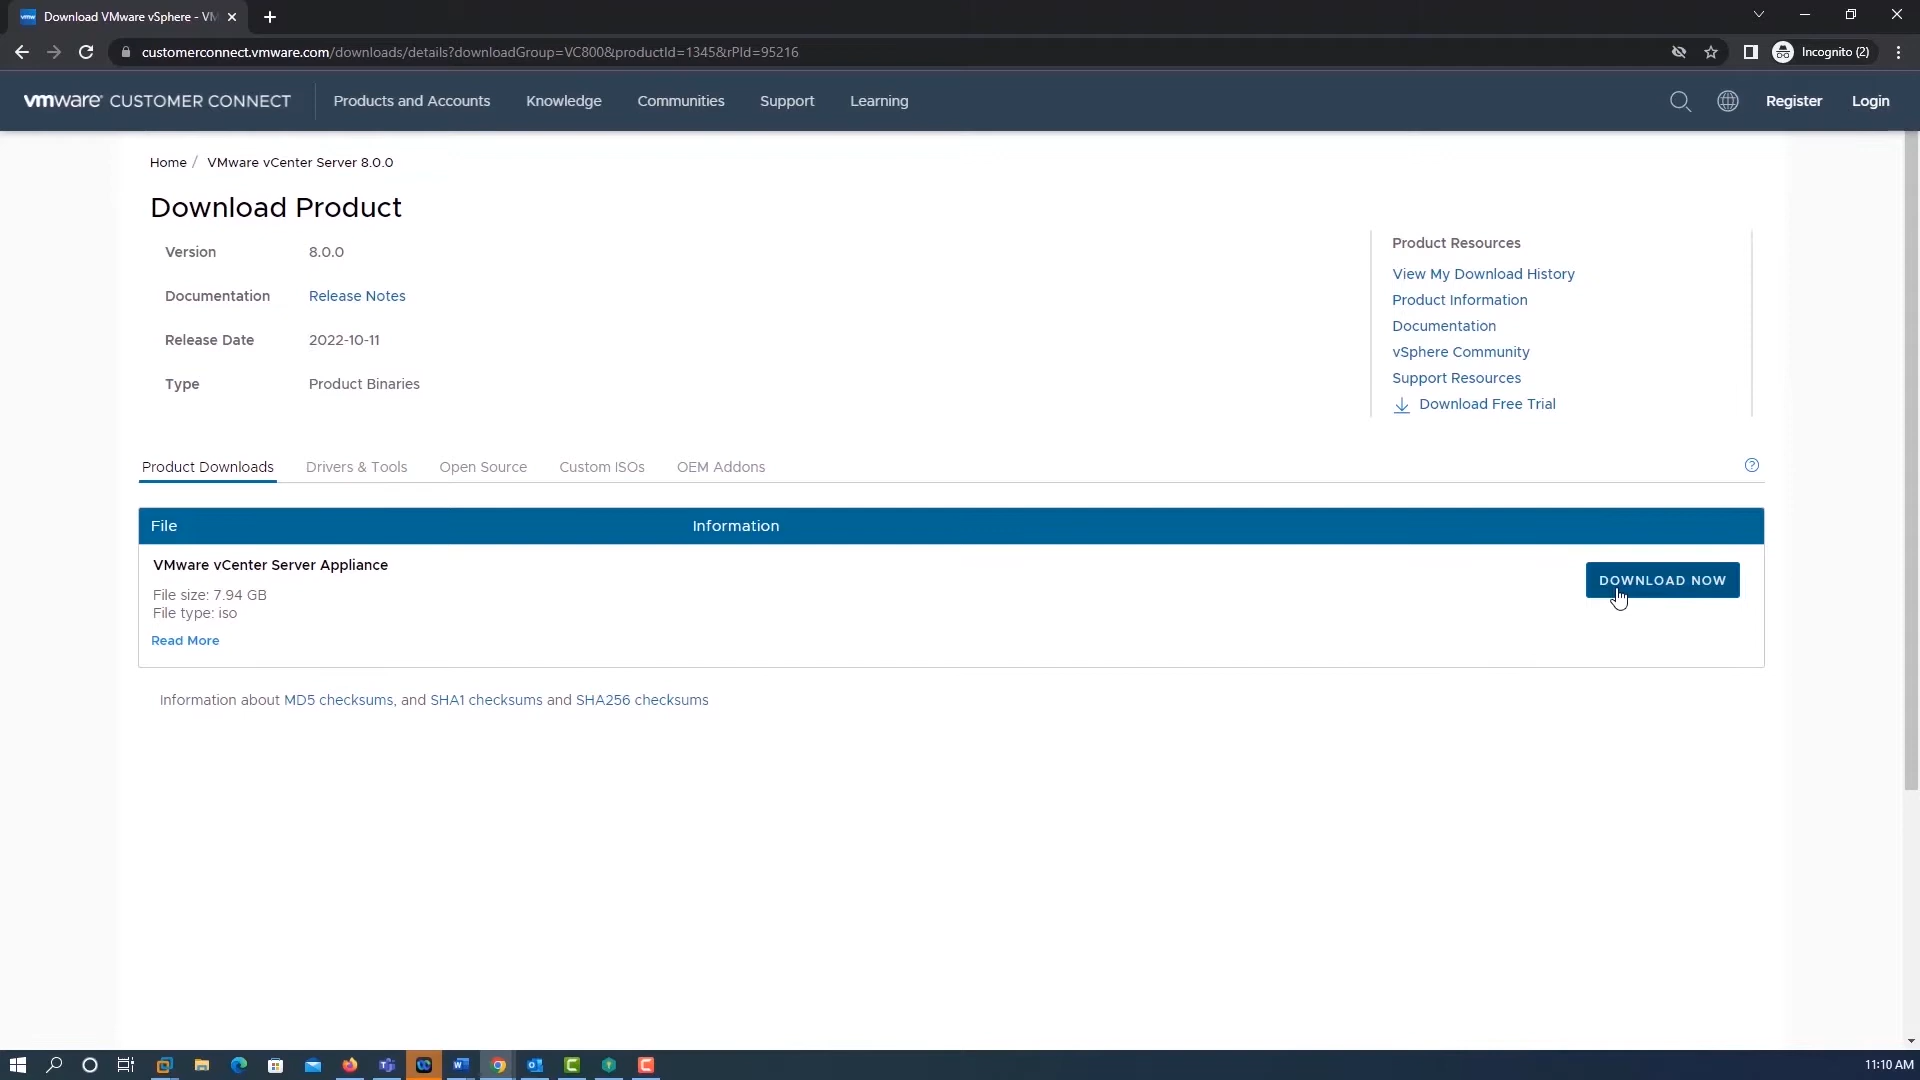 vmw Download VMware vSphere - VM
customerconnect.vmware.com/downloads/details?downloadGroup=VC800&productId=1345&rPId=95216
Incognito (2)
vmware® CUSTOMER CONNECT
Products and Accounts
Knowledge
Communities
Support
Learning
Register
Login
Home / VMware vCenter Server 8.0.0
Download Product
Version 8.0.0
Documentation Release Notes
Release Date 2022-10-11
Type Product Binaries
Product Resources
View My Download History
Product Information
Documentation
vSphere Community
Support Resources
Download Free Trial
Product Downloads
Drivers & Tools
Open Source
Custom ISOs
OEM Addons
?
File Information
VMware vCenter Server Appliance
DOWNLOAD NOW
File size: 7.94 GB
File type: iso
Read More
Information about MD5 checksums, and SHA1 checksums and SHA256 checksums
11:10 AM